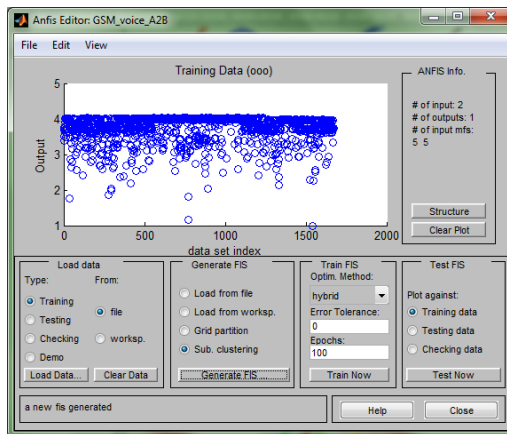 Anfis Editor: GSM_voice_A2B
File Edit View
Training Data (ooo)
5
4
3
2
1
Output
0 500 1000 1500 2000
data set index
ANFIS Info.
# of input: 2
# of outputs: 1
# of input mfs:
5 5
Structure
Clear Plot
Load data
Type: From:
Training
Testing
Checking
Demo
file
worksp.
Load Data... Clear Data
Generate FIS
Load from file
Load from worksp.
Grid partition
Sub. clustering
Generate FIS ...
Train FIS
Optim. Method:
hybrid
Error Tolerance:
0
Epochs:
100
Train Now
Test FIS
Plot against:
Training data
Testing data
Checking data
Test Now
a new fis generated
Help Close